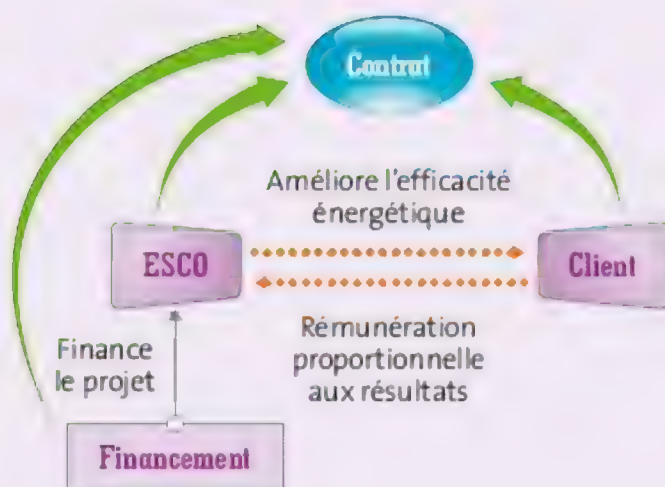 Contrat
Améliore l'efficacité
énergétique
ESCO
Client
Rémunération
proportionnelle
aux résultats
Finance
le projet
Financement